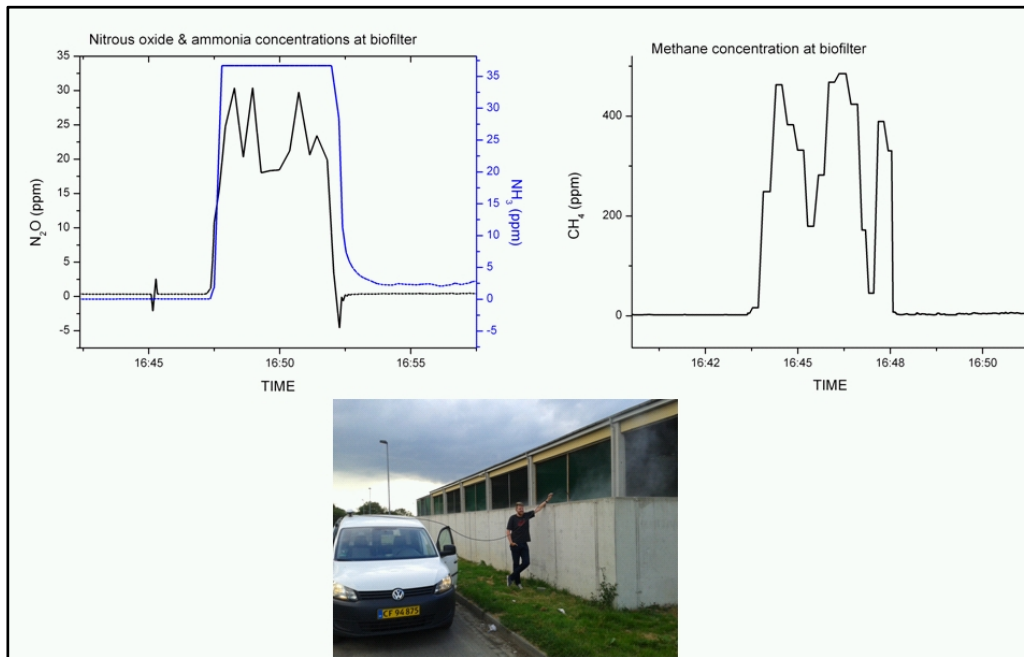 Nitrous oxide & ammonia concentrations at biofilter
35
30
25
20
15
10
5
0
-5
N₂O (ppm)
35
30
25
20
15
10
5
0
-5
NH₃ (ppm)
16:45 16:50 16:55
TIME
Methane concentration at biofilter
400
200
0
CH₄ (ppm)
16:42 16:45 16:48 16:50
TIME
CF 94 875